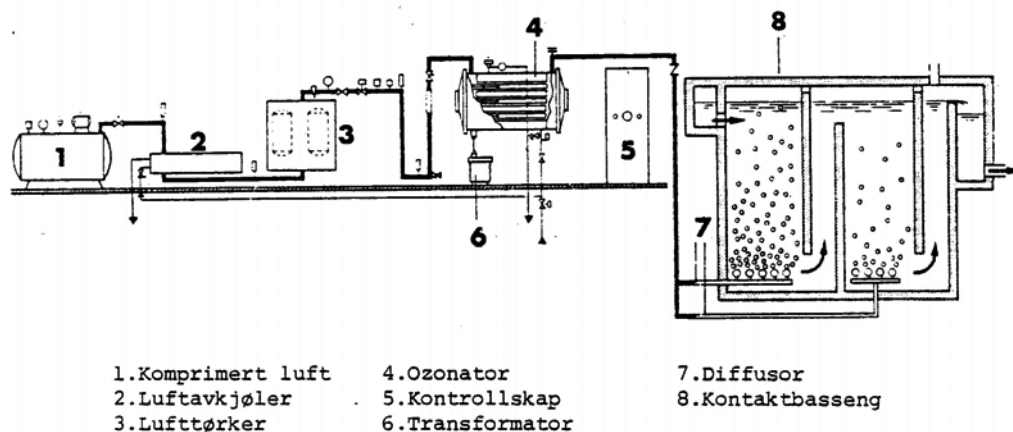 4
8
1
2
3
5
6
7
1.Komprimert luft
2.Luftavkjøler
3.Lufttørker
4.Ozonator
5.Kontrollskap
6.Transformator
7.Diffusor
8.Kontaktbasseng